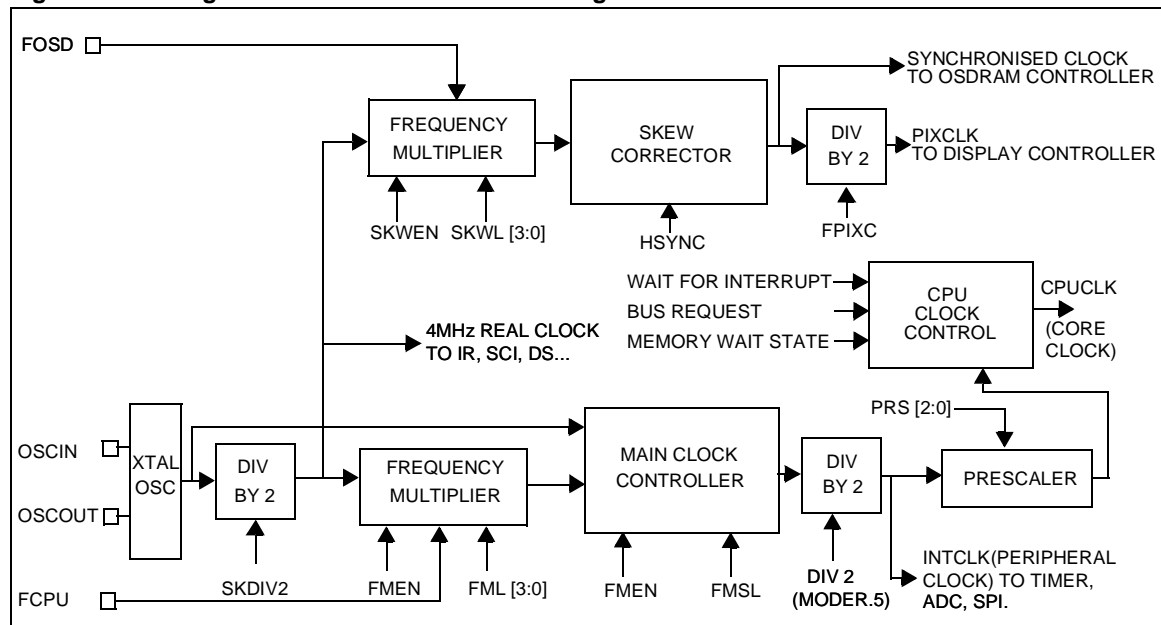 FOSD
SYNCHRONISED CLOCK
TO OSDRAM CONTROLLER
FREQUENCY
MULTIPLIER
SKEW
CORRECTOR
DIV
BY 2
PIXCLK
TO DISPLAY CONTROLLER
SKWEN
SKWL [3:0]
HSYNC
FPIXC
WAIT FOR INTERRUPT
BUS REQUEST
MEMORY WAIT STATE
CPU
CLOCK
CONTROL
CPUCLK
(CORE
CLOCK)
4MHz REAL CLOCK
TO IR, SCI, DS...
PRS [2:0]
OSCIN
OSCOUT
XTAL
OSC
DIV
BY 2
FREQUENCY
MULTIPLIER
MAIN CLOCK
CONTROLLER
DIV
BY 2
PRESCALER
FCPU
SKDIV2
FMEN
FML [3:0]
FMEN
FMSL
DIV 2
(MODER.5)
INTCLK(PERIPHERAL
CLOCK) TO TIMER,
ADC, SPI.